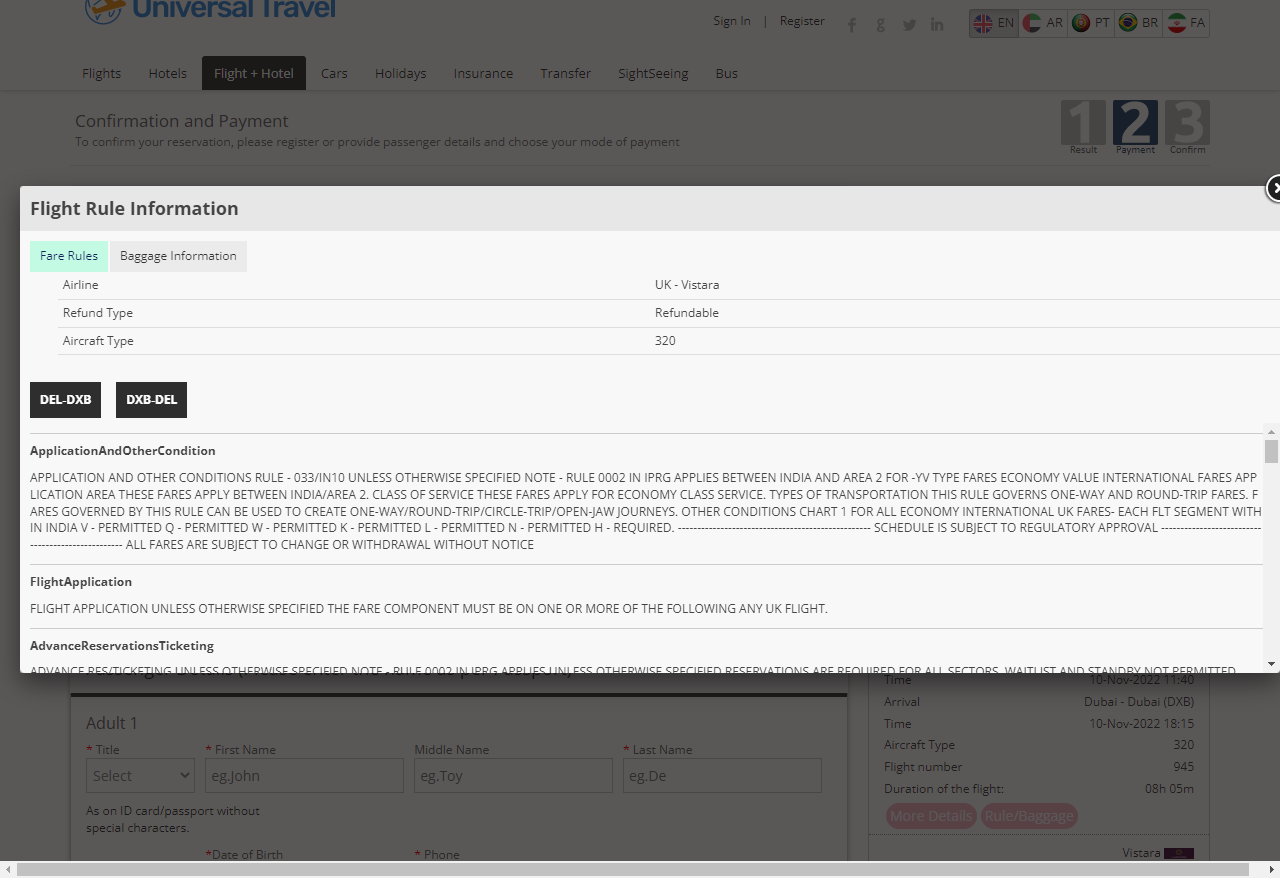 Universal Travel
Sign In | Register
EN AR PT BR FA
Flights Hotels Flight + Hotel Cars Holidays Insurance Transfer SightSeeing Bus
Confirmation and Payment
To confirm your reservation, please register or provide passenger details and choose your mode of payment
1 2 3
Result Payment Confirm
Flight Rule Information
Fare Rules Baggage Information
Airline UK - Vistara
Refund Type Refundable
Aircraft Type 320
DEL-DXB DXB-DEL
ApplicationAndOtherCondition
APPLICATION AND OTHER CONDITIONS RULE - 033/IN10 UNLESS OTHERWISE SPECIFIED NOTE - RULE 0002 IN IPRG APPLIES BETWEEN INDIA AND AREA 2 FOR -YV TYPE FARES ECONOMY VALUE INTERNATIONAL FARES APP
LICATION AREA THESE FARES APPLY BETWEEN INDIA/AREA 2. CLASS OF SERVICE THESE FARES APPLY FOR ECONOMY CLASS SERVICE. TYPES OF TRANSPORTATION THIS RULE GOVERNS ONE-WAY AND ROUND-TRIP FARES. F
ARES GOVERNED BY THIS RULE CAN BE USED TO CREATE ONE-WAY/ROUND-TRIP/CIRCLE-TRIP/OPEN-JAW JOURNEYS. OTHER CONDITIONS CHART 1 FOR ALL ECONOMY INTERNATIONAL UK FARES- EACH FLT SEGMENT WITH
IN INDIA V - PERMITTED Q - PERMITTED W - PERMITTED K - PERMITTED L - PERMITTED N - PERMITTED H - REQUIRED. -------------------------------------------------- SCHEDULE IS SUBJECT TO REGULATORY APPROVAL --------------------------
------------------------ ALL FARES ARE SUBJECT TO CHANGE OR WITHDRAWAL WITHOUT NOTICE
FlightApplication
FLIGHT APPLICATION UNLESS OTHERWISE SPECIFIED THE FARE COMPONENT MUST BE ON ONE OR MORE OF THE FOLLOWING ANY UK FLIGHT.
AdvanceReservationsTicketing
ADVANCE RES/TICKETING UNLESS OTHERWISE SPECIFIED NOTE - RULE 0002 IN IPRG APPLIES UNLESS OTHERWISE SPECIFIED RESERVATIONS ARE REQUIRED FOR ALL SECTORS. WAITLIST AND STANDBY NOT PERMITTED.
Time 10-Nov-2022 11:40
Arrival Dubai - Dubai (DXB)
Time 10-Nov-2022 18:15
Aircraft Type 320
Flight number 945
Duration of the flight: 08h 05m
More Details Rule/Baggage
Vistara
Adult 1
* Title * First Name Middle Name * Last Name
Select eg.John eg.Toy eg.De
As on ID card/passport without
special characters.
*Date of Birth * Phone